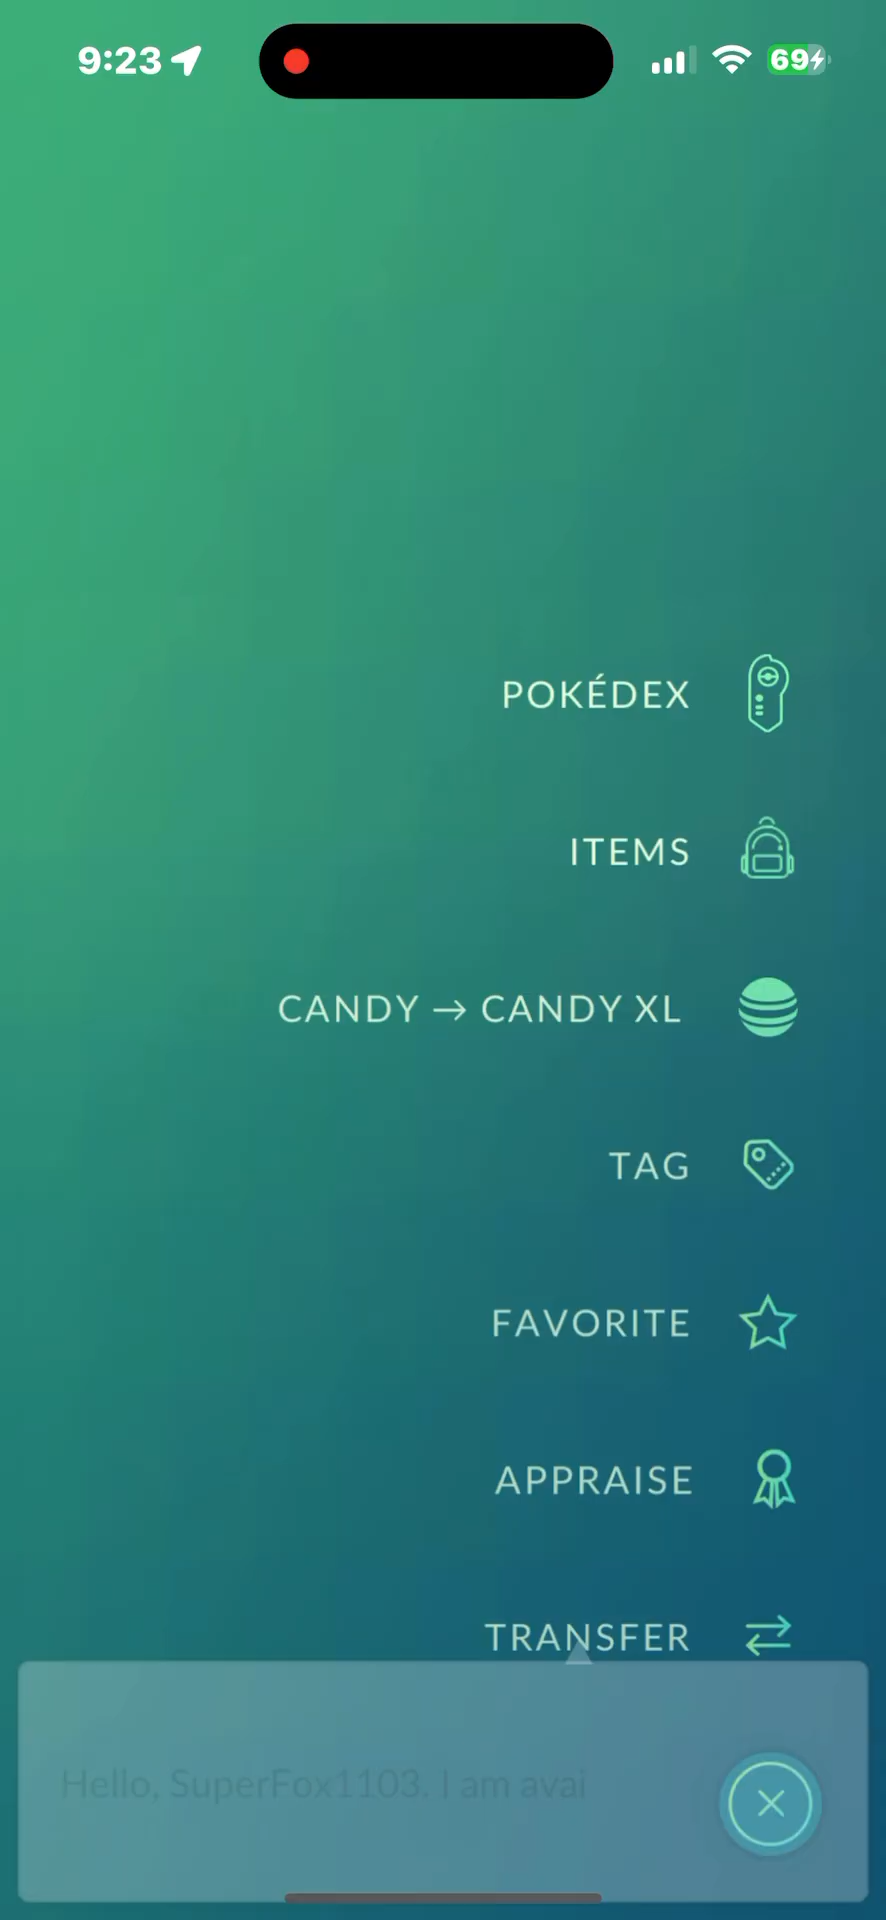 9:23
69
POKÉDEX
ITEMS
CANDY → CANDY XL
TAG
FAVORITE
APPRAISE
TRANSFER
Hello, SuperFox1103. I am avai